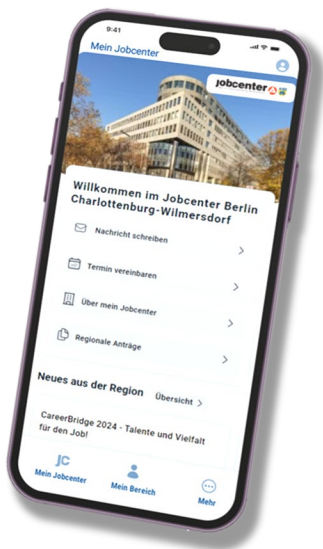 9:41
Mein Jobcenter
jobcenter
Willkommen im Jobcenter Berlin
Charlottenburg-Wilmersdorf
Nachricht schreiben
Termin vereinbaren
Über mein Jobcenter
Regionale Anträge
Neues aus der Region Übersicht
CareerBridge 2024 - Talente und Vielfalt
für den Job!
JC
Mein Jobcenter Mein Bereich Mehr